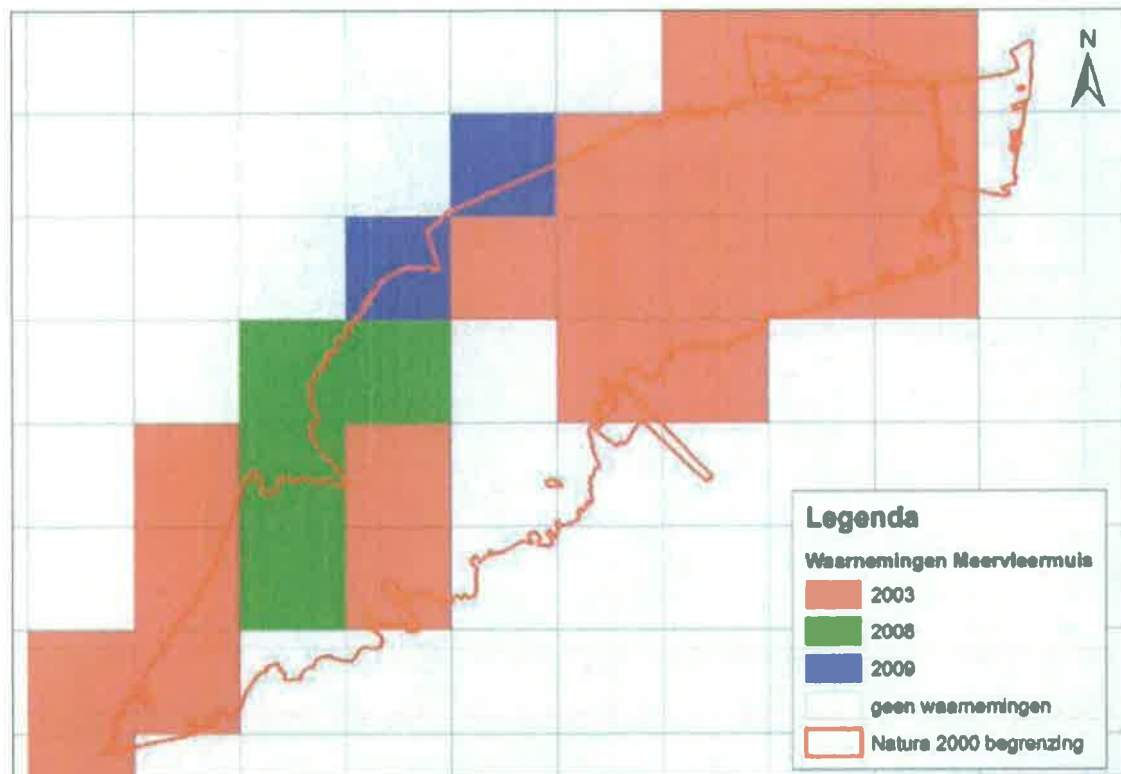 N
Legenda
Waarnemingen Meervleermuis
2003
2008
2009
geen waarnemingen
Natura 2000 begrenzing